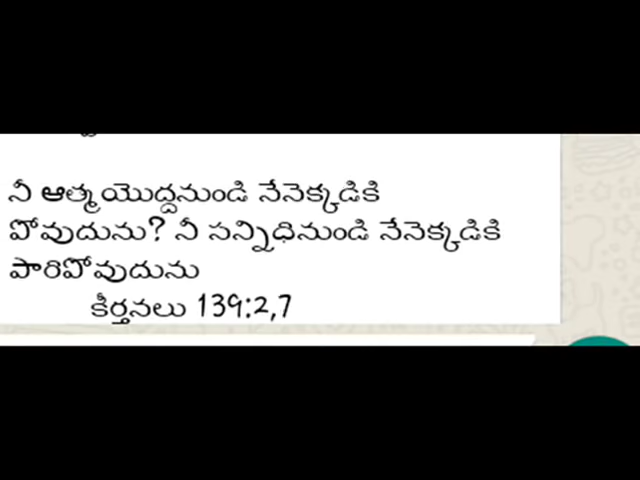 నీ ఆత్మయొద్దనుండి నేనెక్కడికి
పోవుదును? నీ సన్నిధినుండి నేనెక్కడికి
పారిపోవుదును
కీర్తనలు 139:2,7